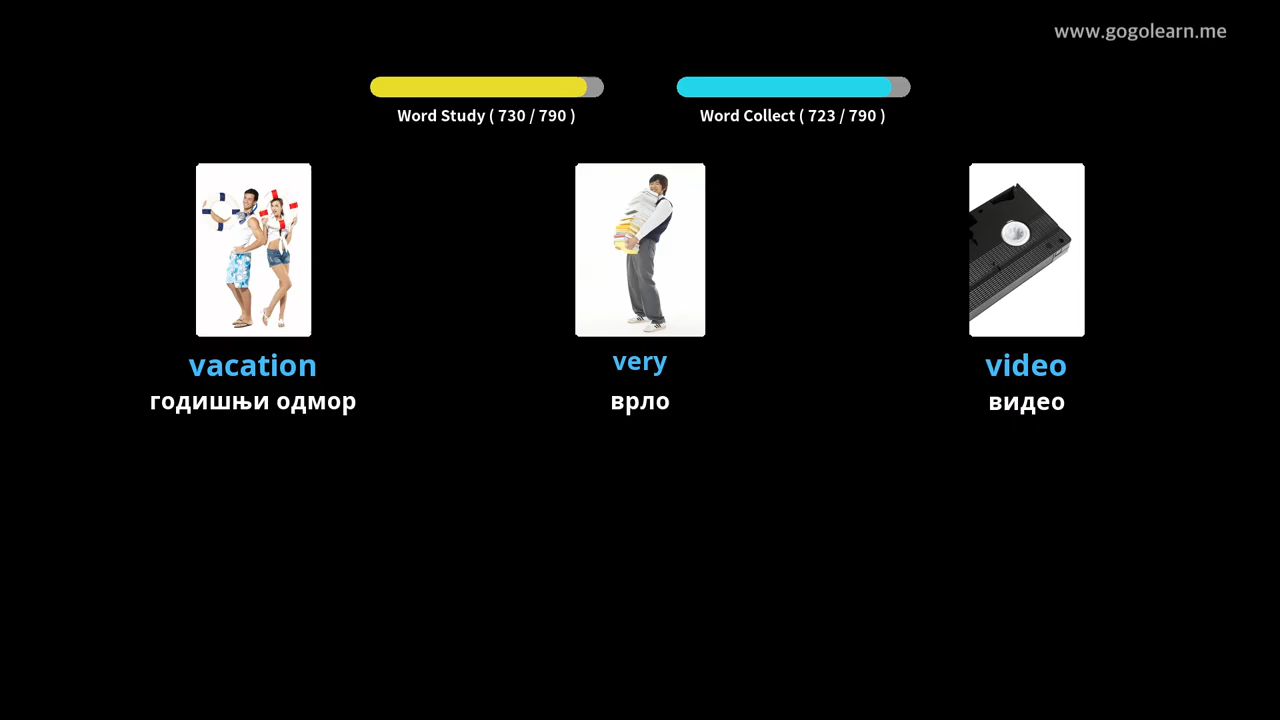 www.gogolearn.me
Word Study ( 730 / 790 )
Word Collect ( 723 / 790 )
vacation
годишњи одмор
very
врло
video
видео